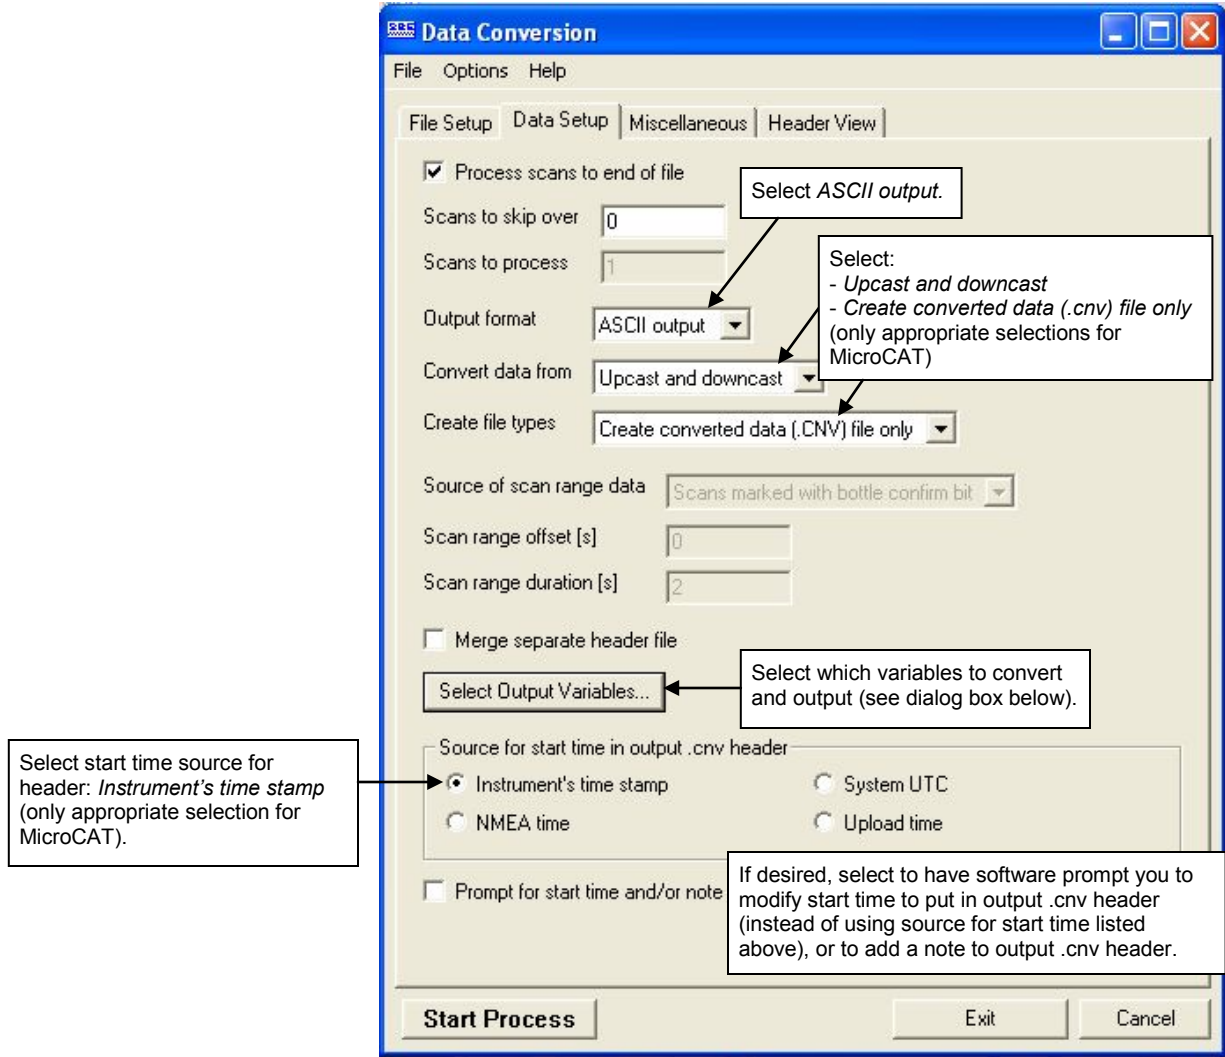 Data Conversion
File Options Help
File Setup Data Setup Miscellaneous Header View
Process scans to end of file
Select ASCII output.
Scans to skip over 0
Scans to process 1
Select:
- Upcast and downcast
- Create converted data (.cnv) file only
(only appropriate selections for
MicroCAT)
Output format ASCII output
Convert data from Upcast and downcast
Create file types Create converted data (.CNV) file only
Source of scan range data Scans marked with bottle confirm bit
Scan range offset [s] 0
Scan range duration [s] 2
Merge separate header file
Select Output Variables...
Select which variables to convert
and output (see dialog box below).
Source for start time in output .cnv header
Select start time source for
header: Instrument's time stamp
(only appropriate selection for
MicroCAT).
Instrument's time stamp System UTC
NMEA time Upload time
Prompt for start time and/or note
If desired, select to have software prompt you to
modify start time to put in output .cnv header
(instead of using source for start time listed
above), or to add a note to output .cnv header.
Start Process Exit Cancel